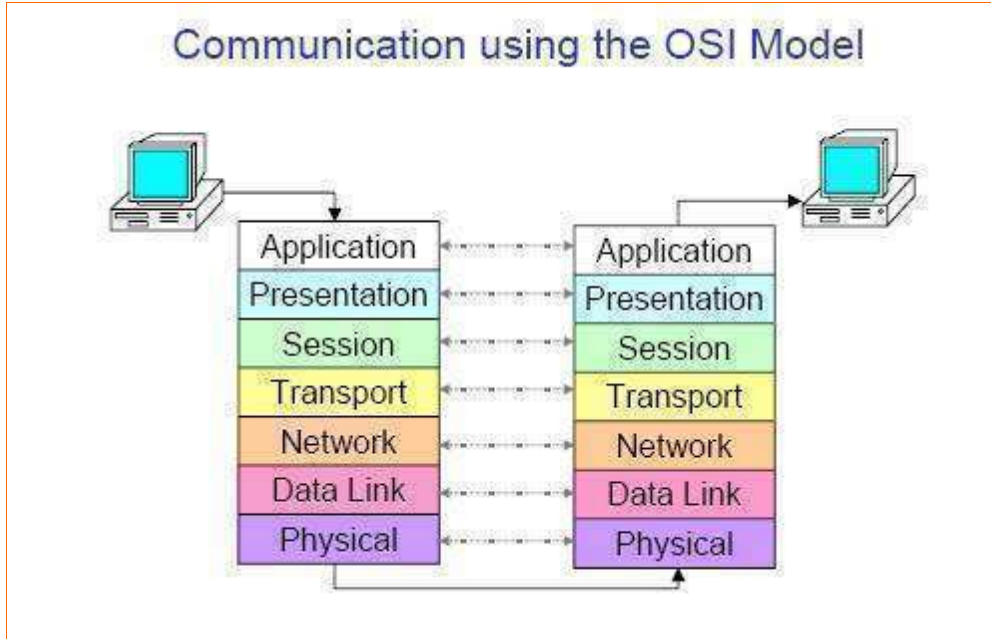 Communication using the OSI Model
Application
Presentation
Session
Transport
Network
Data Link
Physical
Application
Presentation
Session
Transport
Network
Data Link
Physical